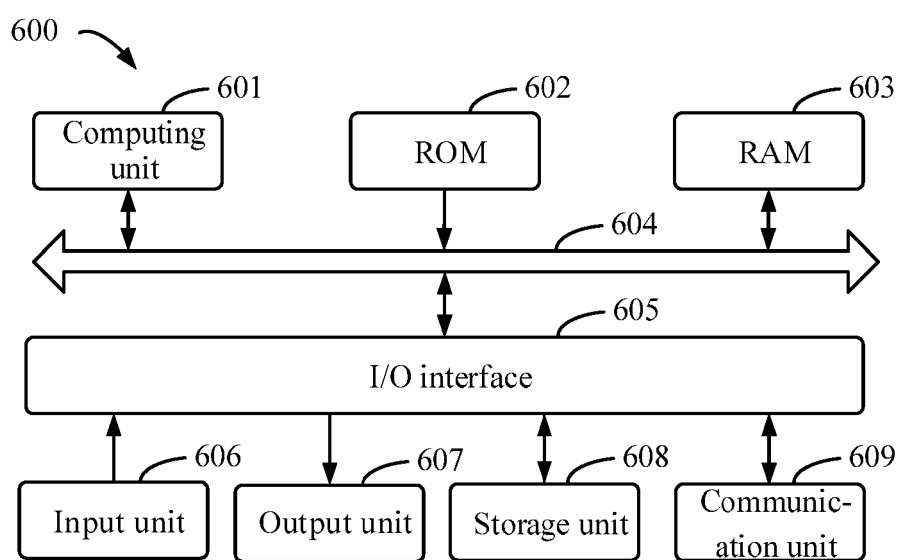 600
601
602
603
Computing
unit
ROM
RAM
604
605
I/O interface
606
607
608
609
Input unit
Output unit
Storage unit
Communic-
ation unit